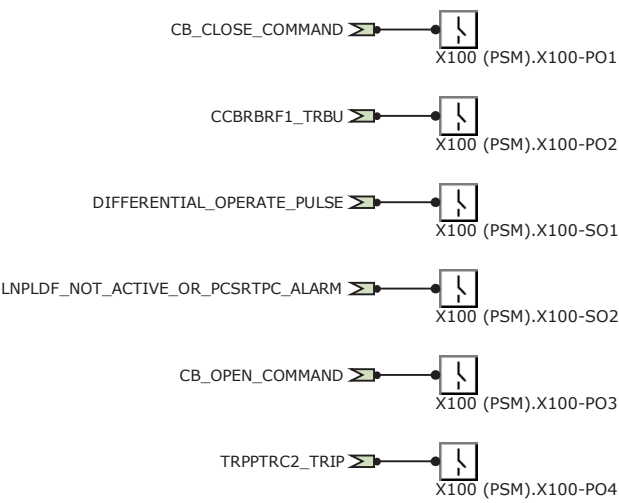 CB_CLOSE_COMMAND
X100 (PSM).X100-PO1
CCBRBRF1_TRBU
X100 (PSM).X100-PO2
DIFFERENTIAL_OPERATE_PULSE
X100 (PSM).X100-SO1
LNPLDF_NOT_ACTIVE_OR_PCSRTPC_ALARM
X100 (PSM).X100-SO2
CB_OPEN_COMMAND
X100 (PSM).X100-PO3
TRPPTRC2_TRIP
X100 (PSM).X100-PO4